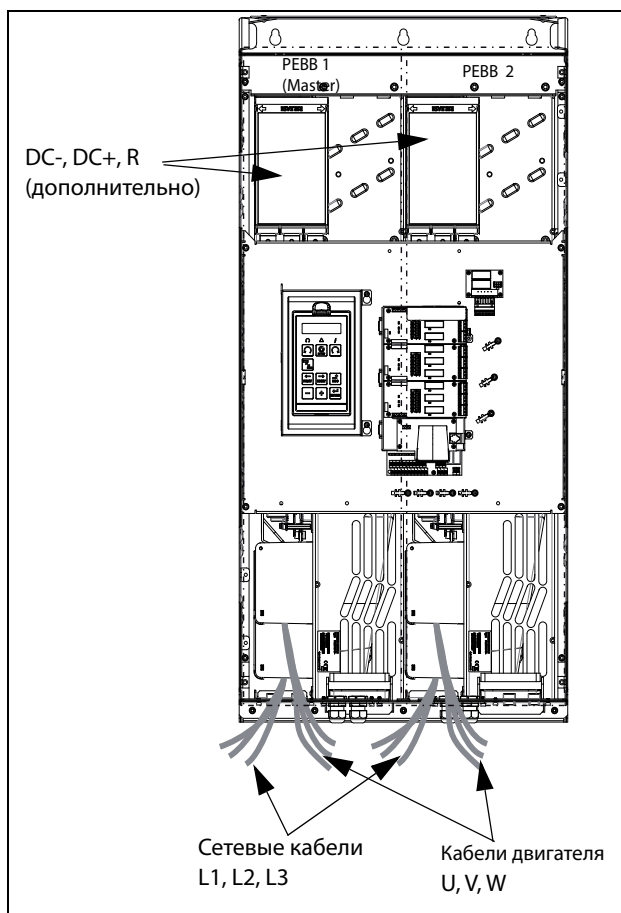 PEBB 1
(Master)
PEBB 2
DC-, DC+, R
(дополнительно)
Сетевые кабели
L1, L2, L3
Кабели двигателя
U, V, W